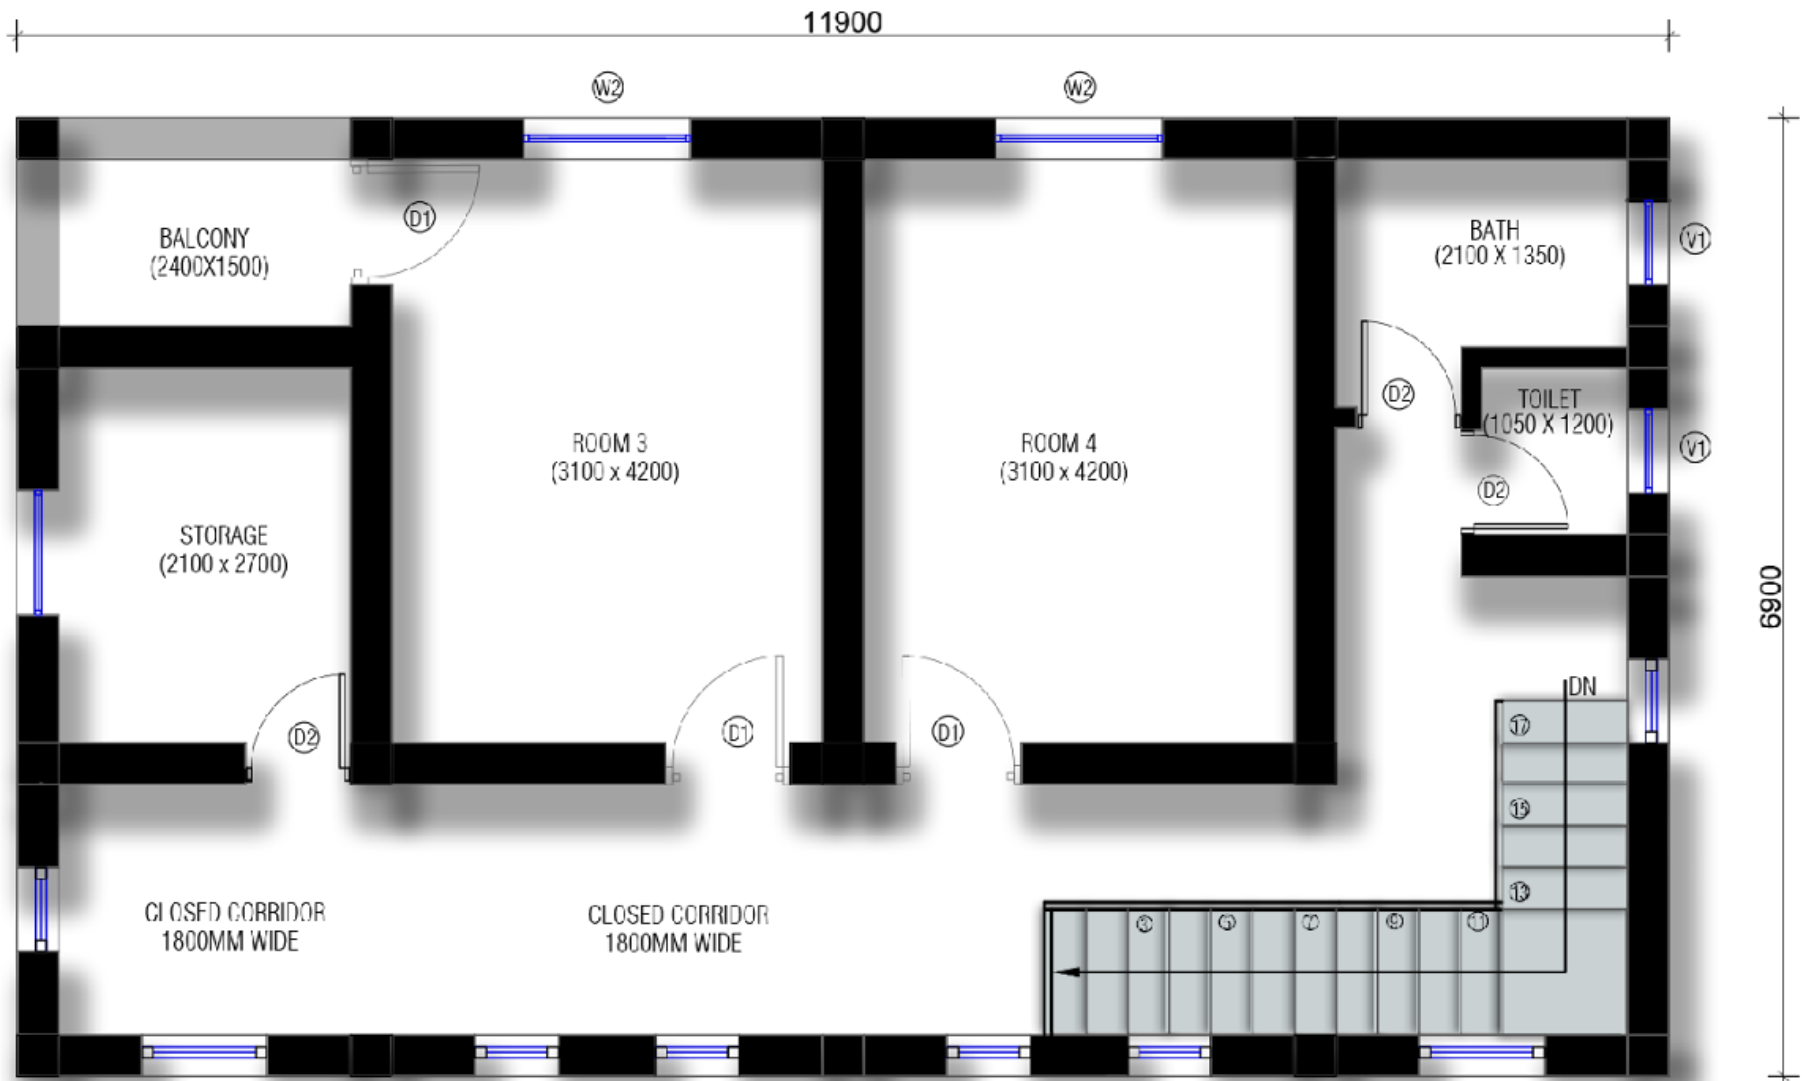 11900
W2
W2
D1
BALCONY
(2400X1500)
BATH
(2100 X 1350)
V1
D2
TOILET
(1050 X 1200)
V1
ROOM 3
(3100 x 4200)
ROOM 4
(3100 x 4200)
D2
STORAGE
(2100 x 2700)
6900
D2
D1
D1
DN
17
15
13
CLOSED CORRIDOR
1800MM WIDE
CLOSED CORRIDOR
1800MM WIDE
3
5
7
9
11